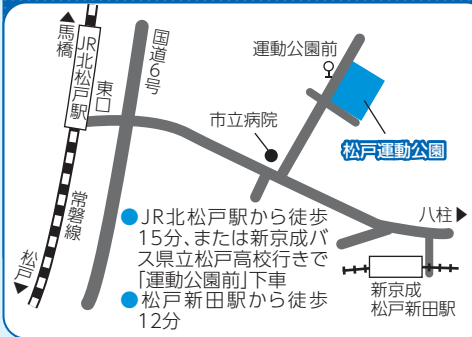 ▲馬橋
JR北松戸駅
東口
国道6号
運動公園前
市立病院
松戸運動公園
八柱▶
常磐線
松戸▼
●JR北松戸駅から徒歩
15分、または新京成バ
ス県立松戸高校行きで
「運動公園前」下車
●松戸新田駅から徒歩
12分
新京成
松戸新田駅